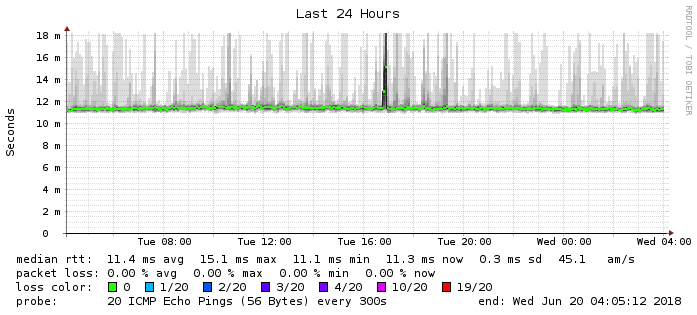 Last 24 Hours
RRDTOOL / TOBI OETIKER
Seconds
18 m
16 m
14 m
12 m
10 m
8 m
6 m
4 m
2 m
0
Tue 08:00 Tue 12:00 Tue 16:00 Tue 20:00 Wed 00:00 Wed 04:00
median rtt: 11.4 ms avg 15.1 ms max 11.1 ms min 11.3 ms now 0.3 ms sd 45.1 am/s
packet loss: 0.00 % avg 0.00 % max 0.00 % min 0.00 % now
loss color: 0 1/20 2/20 3/20 4/20 10/20 19/20
probe: 20 ICMP Echo Pings (56 Bytes) every 300s end: Wed Jun 20 04:05:12 2018